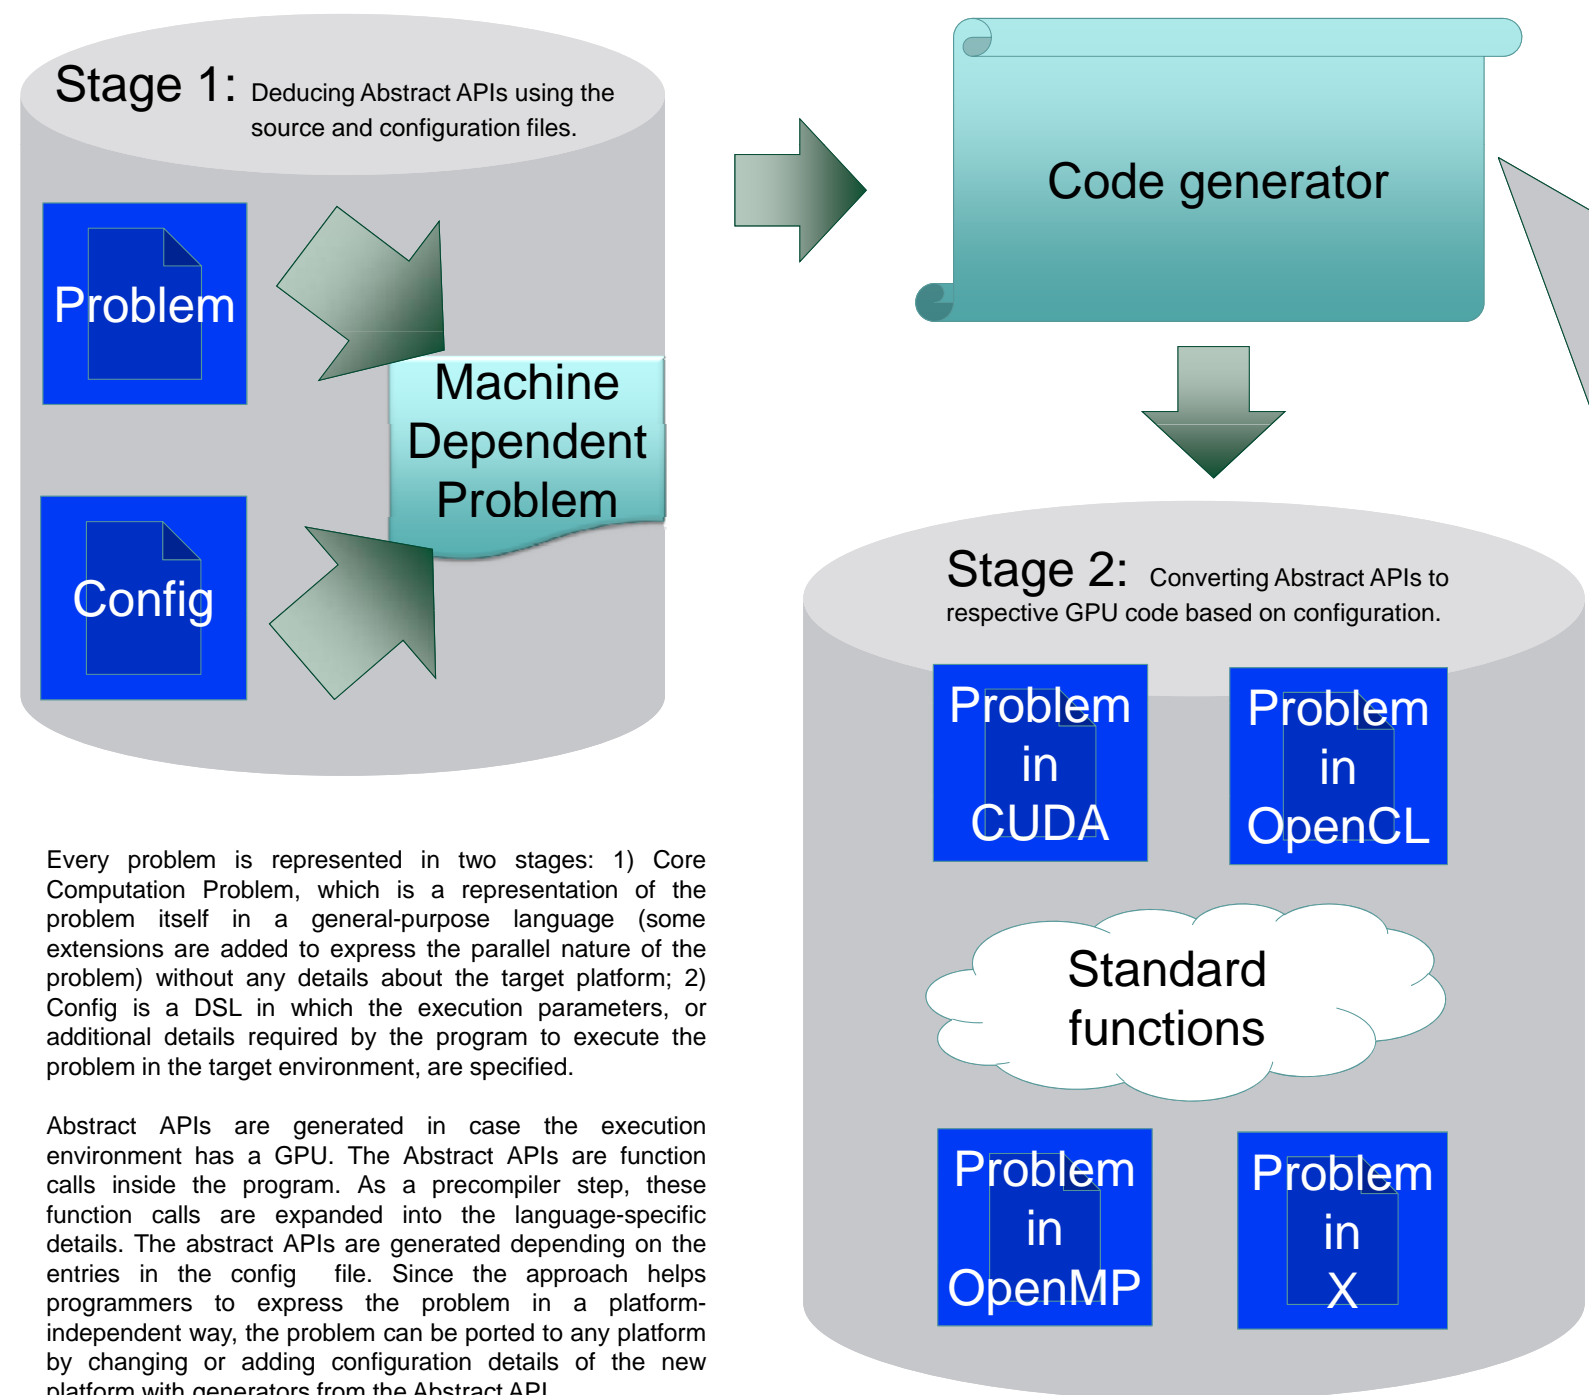 Stage 1: Deducing Abstract APIs using the
source and configuration files.
Problem
Config
Machine
Dependent
Problem
Code generator
Stage 2: Converting Abstract APIs to
respective GPU code based on configuration.
Problem
in
CUDA
Problem
in
OpenCL
Standard
functions
Problem
in
OpenMP
Problem
in
X
Every problem is represented in two stages: 1) Core
Computation Problem, which is a representation of the
problem itself in a general-purpose language (some
extensions are added to express the parallel nature of the
problem) without any details about the target platform; 2)
Config is a DSL in which the execution parameters, or
additional details required by the program to execute the
problem in the target environment, are specified.
Abstract APIs are generated in case the execution
environment has a GPU. The Abstract APIs are function
calls inside the program. As a precompiler step, these
function calls are expanded into the language-specific
details. The abstract APIs are generated depending on the
entries in the config file. Since the approach helps
programmers to express the problem in a platform-
independent way, the problem can be ported to any platform
by changing or adding configuration details of the new
platform with generators from the Abstract API